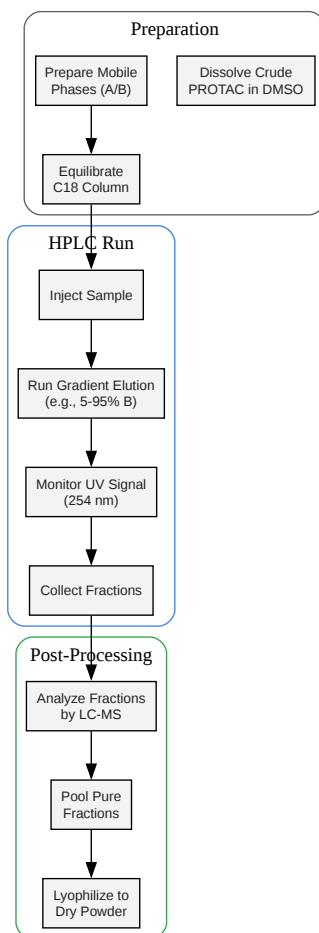 Preparation
Prepare Mobile
Phases (A/B)
Dissolve Crude
PROTAC in DMSO
Equilibrate
C18 Column
HPLC Run
Inject Sample
Run Gradient Elution
(e.g., 5-95% B)
Monitor UV Signal
(254 nm)
Collect Fractions
Post-Processing
Analyze Fractions
by LC-MS
Pool Pure
Fractions
Lyophilize to
Dry Powder